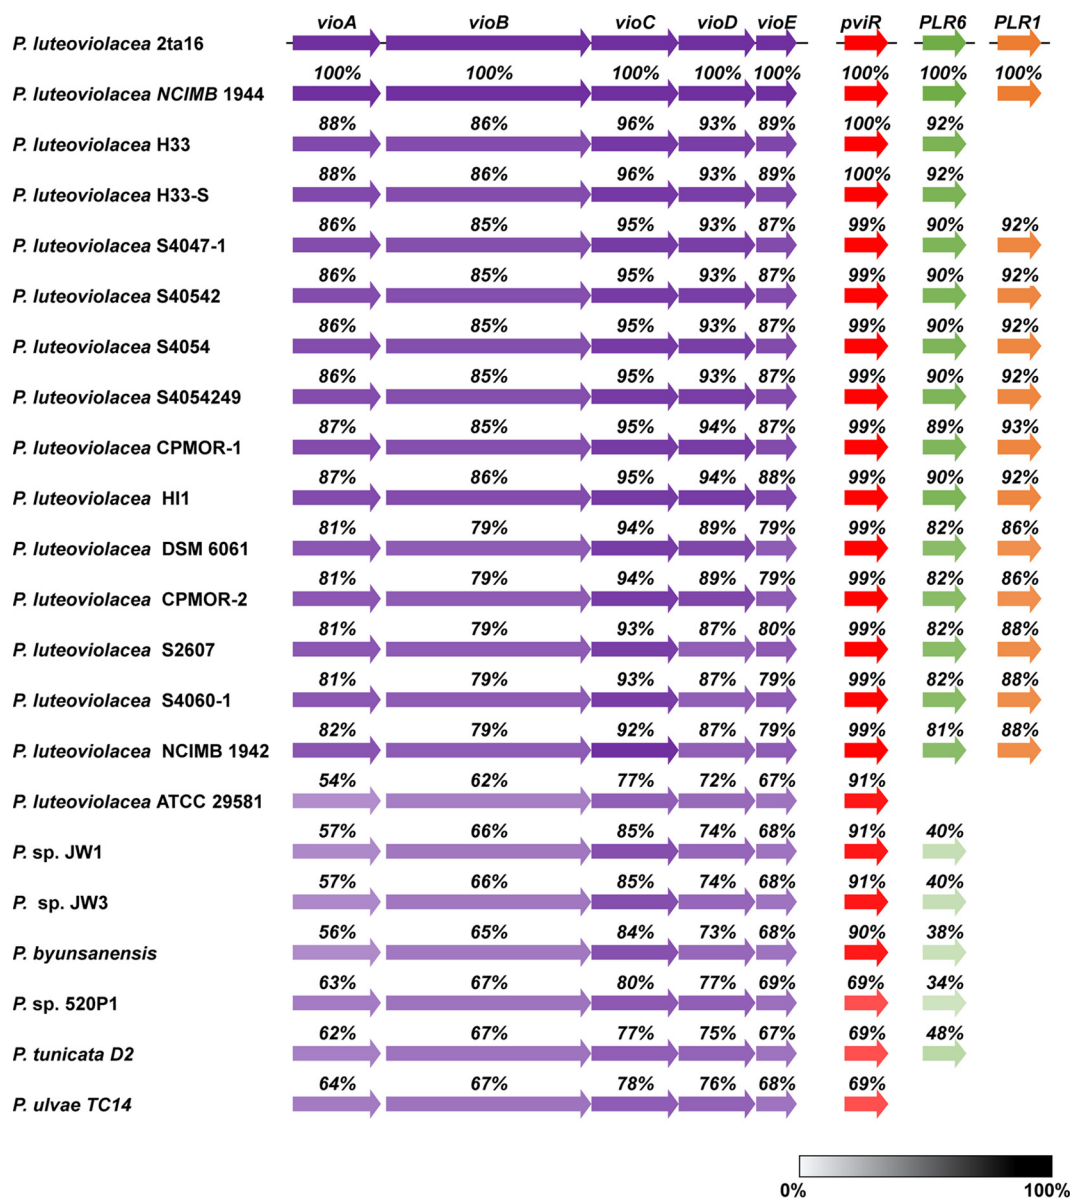 vioA vioB vioC vioD vioE pviR PLR6 PLR1
P. luteoviolacea 2ta16
100% 100% 100% 100% 100% 100% 100% 100%
P. luteoviolacea NCIMB 1944
88% 86% 96% 93% 89% 100% 92%
P. luteoviolacea H33
88% 86% 96% 93% 89% 100% 92%
P. luteoviolacea H33-S
86% 85% 95% 93% 87% 99% 90% 92%
P. luteoviolacea S4047-1
86% 85% 95% 93% 87% 99% 90% 92%
P. luteoviolacea S40542
86% 85% 95% 93% 87% 99% 90% 92%
P. luteoviolacea S4054
86% 85% 95% 93% 87% 99% 90% 92%
P. luteoviolacea S4054249
87% 85% 95% 94% 87% 99% 89% 93%
P. luteoviolacea CPMOR-1
87% 86% 95% 94% 88% 99% 90% 92%
P. luteoviolacea HI1
81% 79% 94% 89% 79% 99% 82% 86%
P. luteoviolacea DSM 6061
81% 79% 94% 89% 79% 99% 82% 86%
P. luteoviolacea CPMOR-2
81% 79% 93% 87% 80% 99% 82% 88%
P. luteoviolacea S2607
81% 79% 93% 87% 79% 99% 82% 88%
P. luteoviolacea S4060-1
82% 79% 92% 87% 79% 99% 81% 88%
P. luteoviolacea NCIMB 1942
54% 62% 77% 72% 67% 91%
P. luteoviolacea ATCC 29581
57% 66% 85% 74% 68% 91% 40%
P. sp. JW1
57% 66% 85% 74% 68% 91% 40%
P. sp. JW3
56% 65% 84% 73% 68% 90% 38%
P. byunsanensis
63% 67% 80% 77% 69% 69% 34%
P. sp. 520P1
62% 67% 77% 75% 67% 69% 48%
P. tunicata D2
64% 67% 78% 76% 68% 69%
P. ulvae TC14
0% 100%